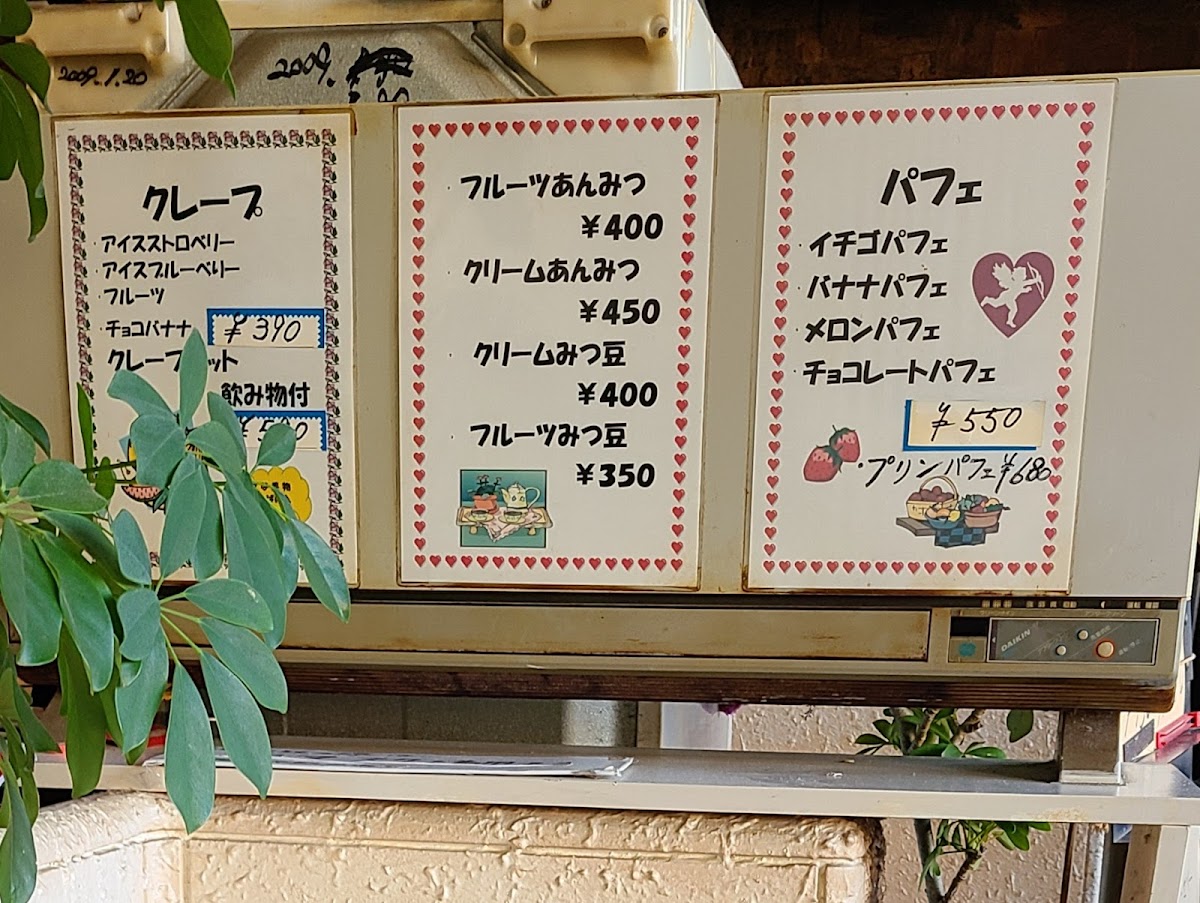 2009.1.20
2009.
クレープ
・アイスストロベリー
・アイスブルーベリー
・フルーツ
・チョコバナナ
¥390
クレープ ット
飲み物付
・フルーツあんみつ
¥400
・クリームあんみつ
¥450
・クリームみつ豆
¥400
・フルーツみつ豆
¥350
パフェ
・イチゴパフェ
・バナナパフェ
・メロンパフェ
・チョコレートパフェ
¥550
・プリンパフェ¥680
DAIKIN